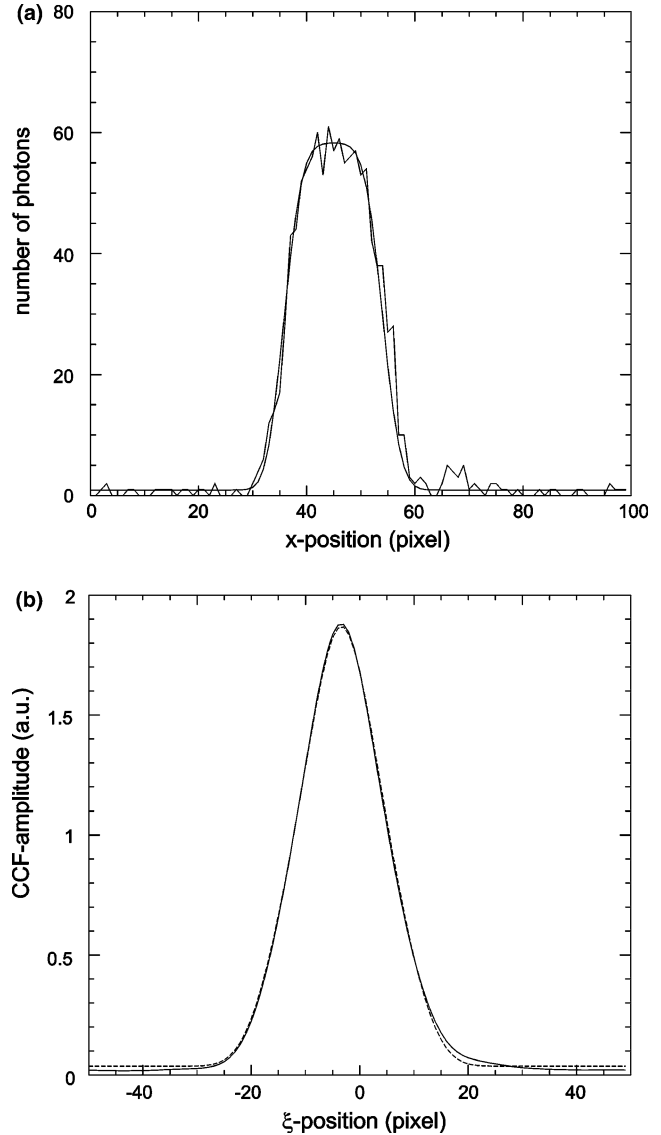 (a)
80
60
40
20
0
number of photons
0 20 40 60 80 100
x-position (pixel)
(b)
2
1.5
1
0.5
0
CCF-amplitude (a.u.)
-40 -20 0 20 40
ξ-position (pixel)